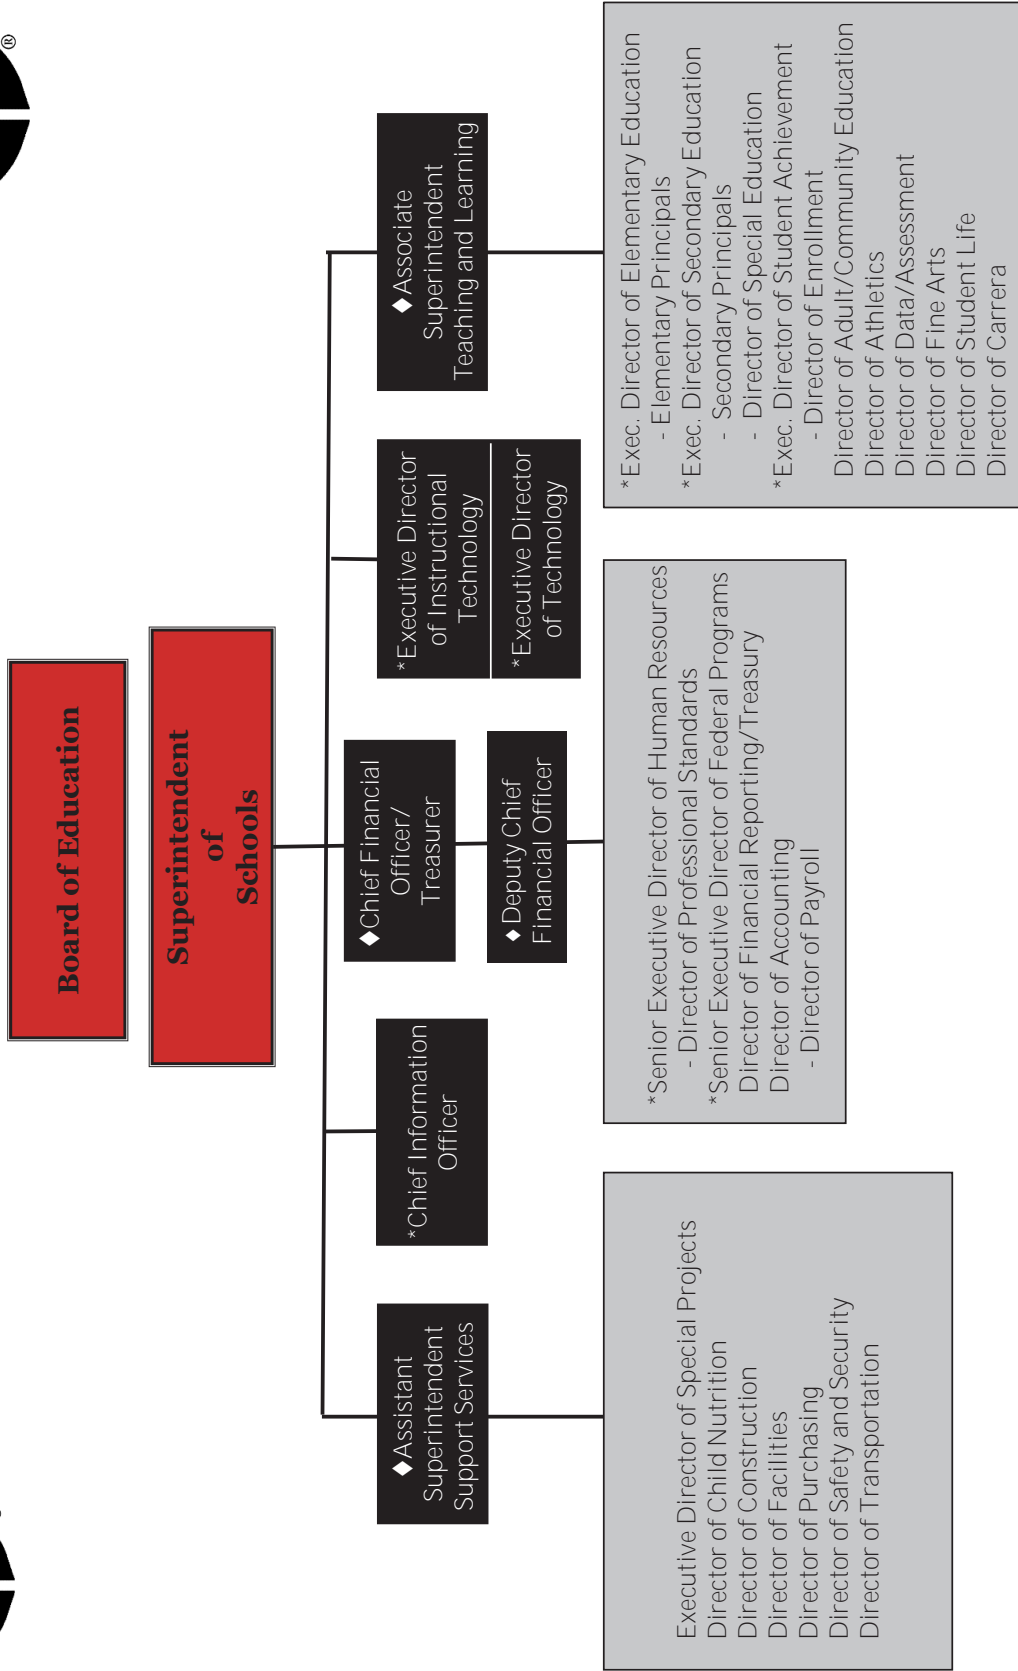 ®
Board of Education
Superintendent
of
Schools
♦Assistant
Superintendent
Support Services
*Chief Information
Officer
♦Chief Financial
Officer/
Treasurer
♦Deputy Chief
Financial Officer
*Executive Director
of Instructional
Technology
*Executive Director
of Technology
♦Associate
Superintendent
Teaching and Learning
Executive Director of Special Projects
Director of Child Nutrition
Director of Construction
Director of Facilities
Director of Purchasing
Director of Safety and Security
Director of Transportation
*Senior Executive Director of Human Resources
- Director of Professional Standards
*Senior Executive Director of Federal Programs
Director of Financial Reporting/Treasury
Director of Accounting
- Director of Payroll
*Exec. Director of Elementary Education
- Elementary Principals
*Exec. Director of Secondary Education
- Secondary Principals
- Director of Special Education
*Exec. Director of Student Achievement
- Director of Enrollment
Director of Adult/Community Education
Director of Athletics
Director of Data/Assessment
Director of Fine Arts
Director of Student Life
Director of Carrera